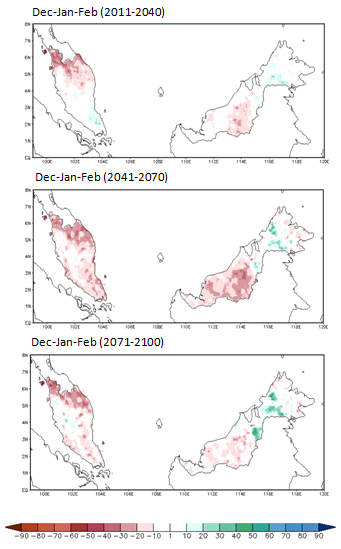 Dec-Jan-Feb (2011-2040)
8N
7N
6N
5N
4N
3N
2N
1N
EQ
100E 102E 104E 106E 108E 110E 112E 114E 116E 118E 120E
Dec-Jan-Feb (2041-2070)
8N
7N
6N
5N
4N
3N
2N
1N
EQ
100E 102E 104E 106E 108E 110E 112E 114E 116E 118E 120E
Dec-Jan-Feb (2071-2100)
8N
7N
6N
5N
4N
3N
2N
1N
EQ
100E 102E 104E 106E 108E 110E 112E 114E 116E 118E 120E
-90 -80 -70 -60 -50 -40 -30 -20 -10 1 10 20 30 40 50 60 70 80 90